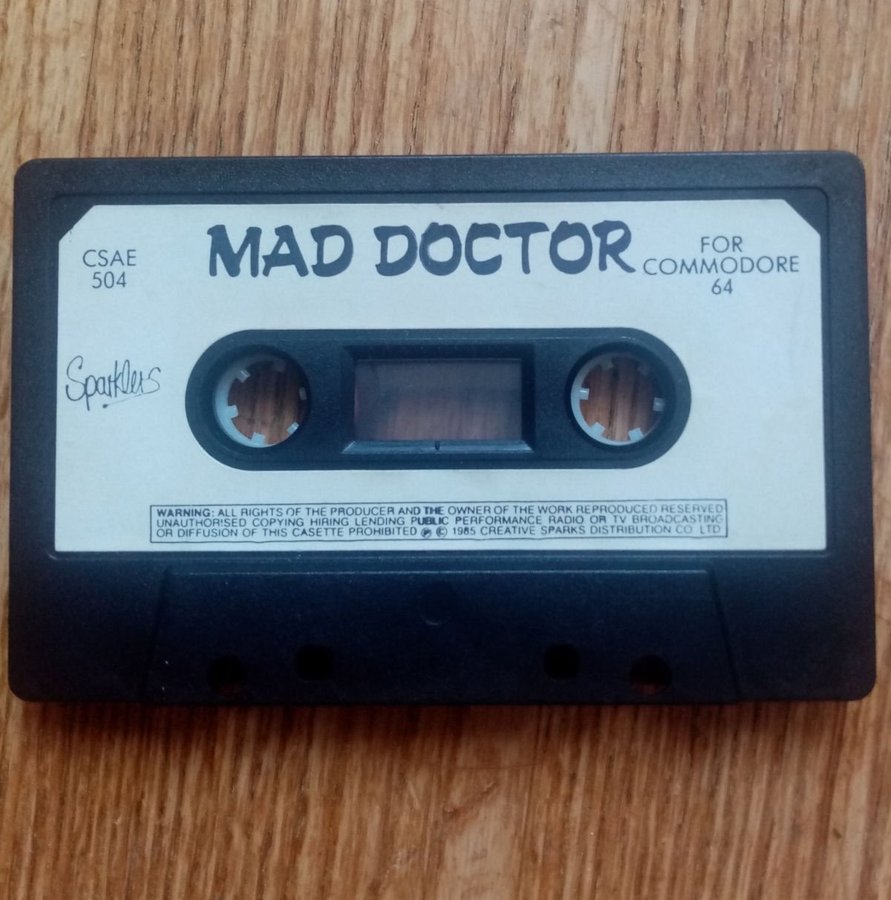 MAD DOCTOR
CSAE
504
FOR
COMMODORE
64
Sparklers
WARNING: ALL RIGHTS OF THE PRODUCER AND THE OWNER OF THE WORK REPRODUCED RESERVED
UNAUTHORISED COPYING HIRING LENDING PUBLIC PERFORMANCE RADIO OR TV BROADCASTING
OR DIFFUSION OF THIS CASETTE PROHIBITED ℗ © 1985 CREATIVE SPARKS DISTRIBUTION CO LTD